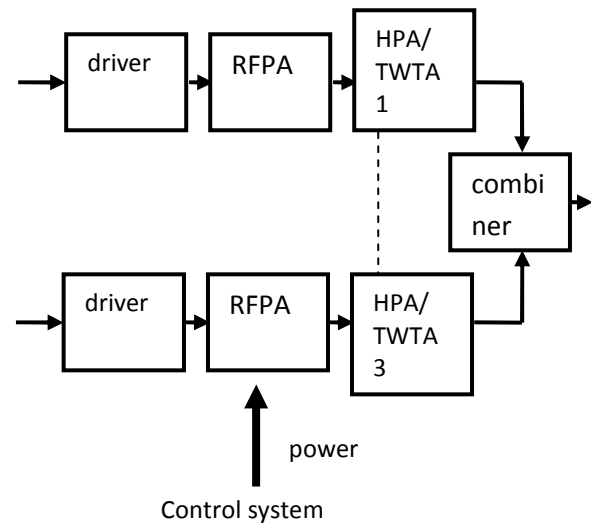 driver
RFPA
HPA/
TWTA
1
combi
ner
driver
RFPA
HPA/
TWTA
3
power
Control system